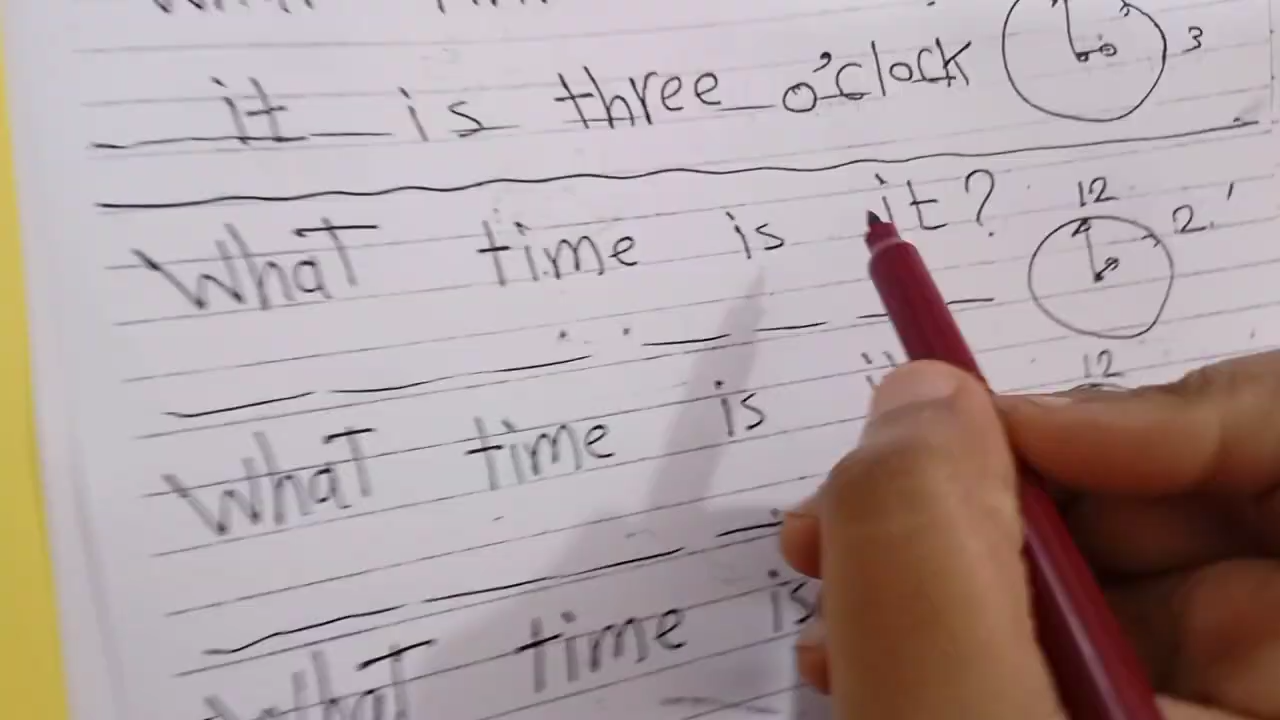 it is three o'clock
3
What time is it?
12
2
What time is
12
What time is